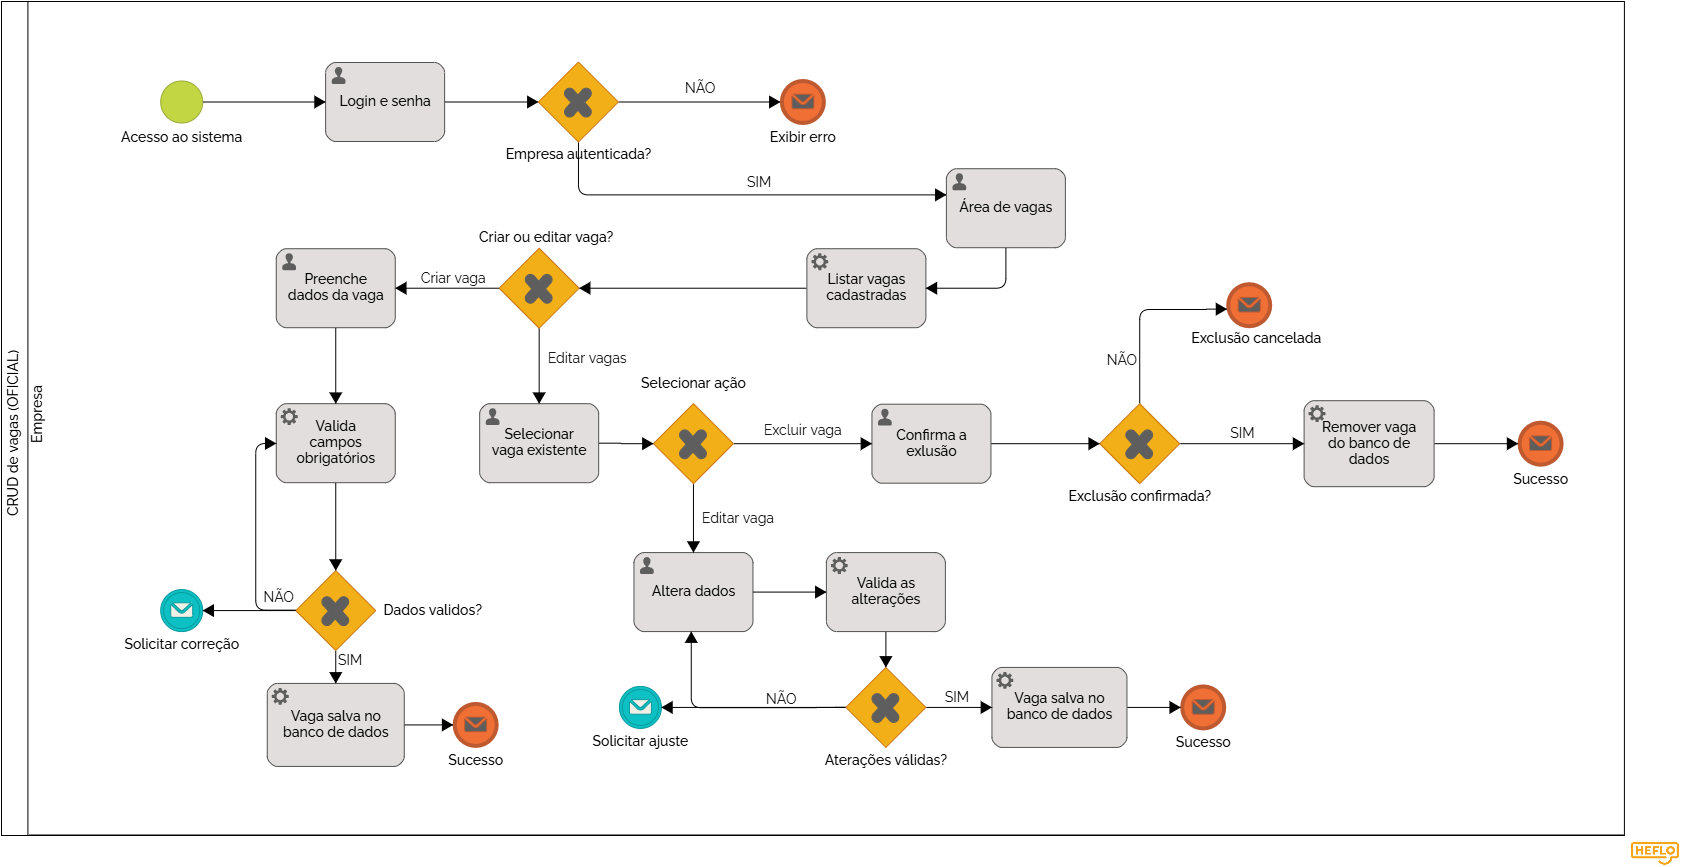 CRUD de vagas (OFICIAL)
Empresa
Acesso ao sistema
Login e senha
Empresa autenticada?
NÃO
Exibir erro
SIM
Área de vagas
Listar vagas
cadastradas
Criar ou editar vaga?
Criar vaga
Preenche
dados da vaga
Editar vagas
Valida
campos
obrigatórios
Selecionar
vaga existente
Selecionar ação
Excluir vaga
Confirma a
exlusão
Exclusão confirmada?
NÃO
Exclusão cancelada
SIM
Remover vaga
do banco de
dados
Sucesso
Editar vaga
Altera dados
Valida as
alterações
NÃO
Dados validos?
Solicitar correção
SIM
Vaga salva no
banco de dados
Sucesso
NÃO
Solicitar ajuste
Aterações válidas?
SIM
Vaga salva no
banco de dados
Sucesso
HEFLO